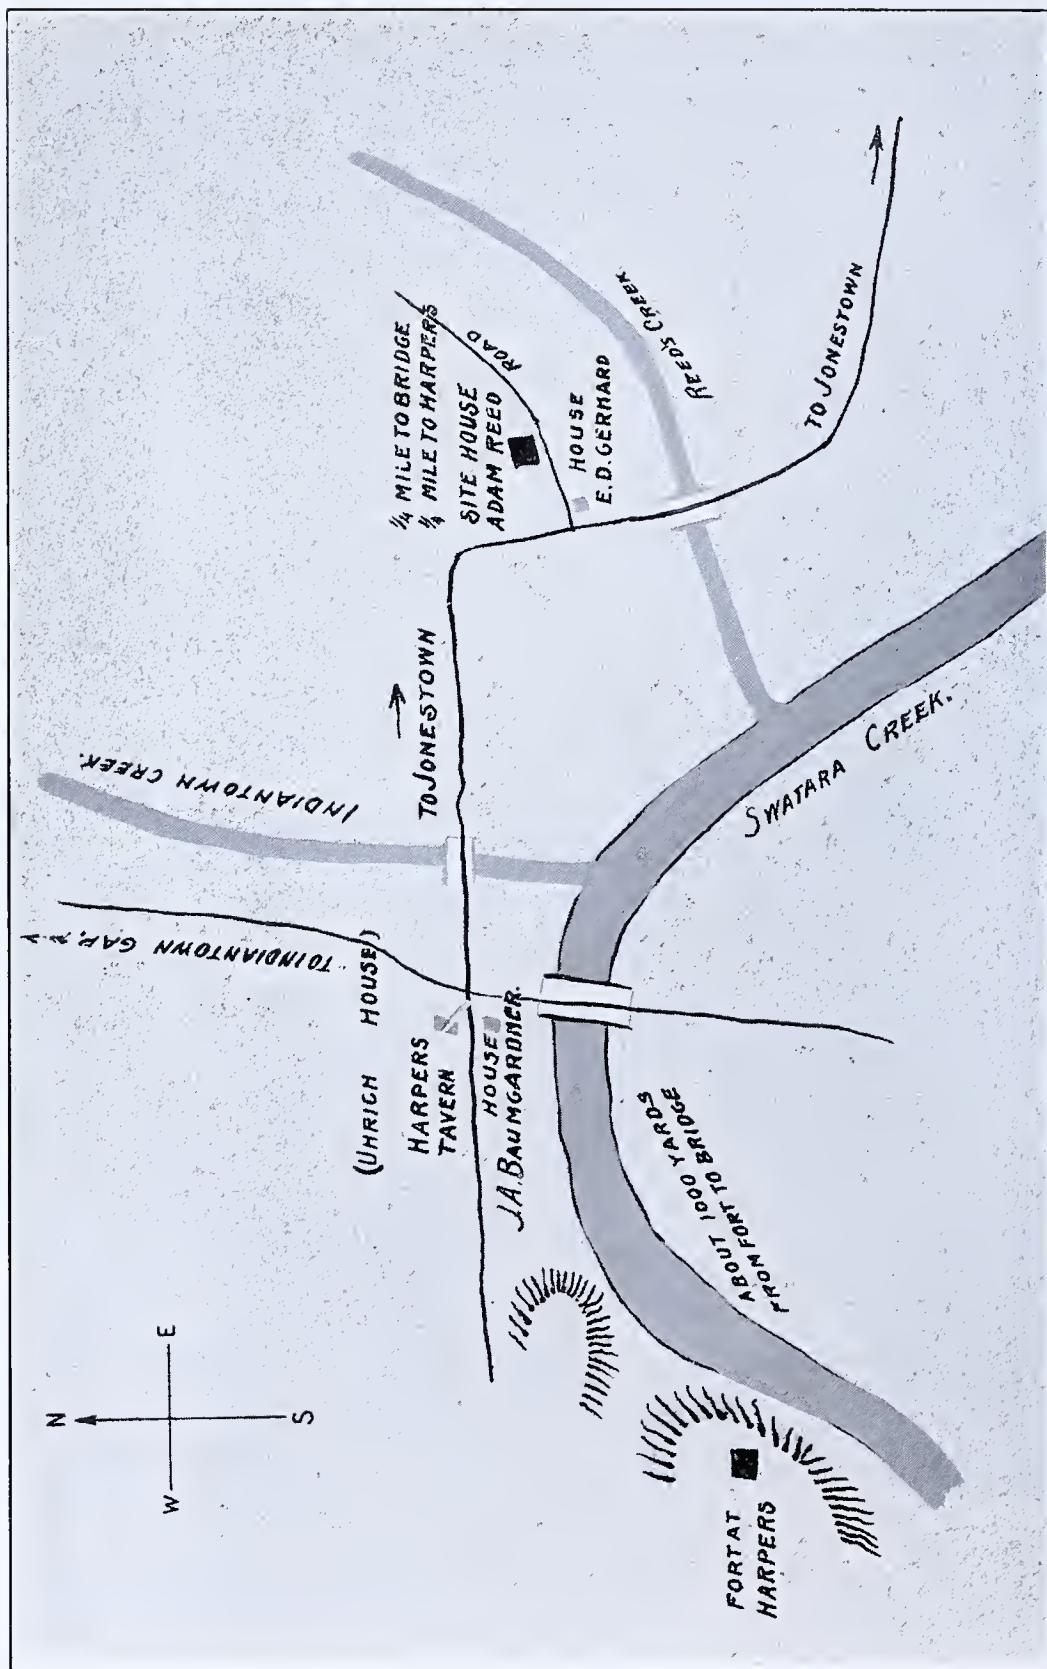 N
W
E
S
TO INDIANTOWN GAP.
INDIANTOWN CREEK.
(UHRICH HOUSE)
HARPERS
TAVERN
HOUSE
J.A. BAUMGARDNER.
TO JONESTOWN
¼ MILE TO BRIDGE
¼ MILE TO HARPERS
SITE HOUSE
ADAM REED
ROAD
HOUSE
E.D. GERHARD
REEDS CREEK
TO JONESTOWN
SWATARA CREEK.
ABOUT 1000 YARDS
FROM FORT TO BRIDGE
FORT AT
HARPERS